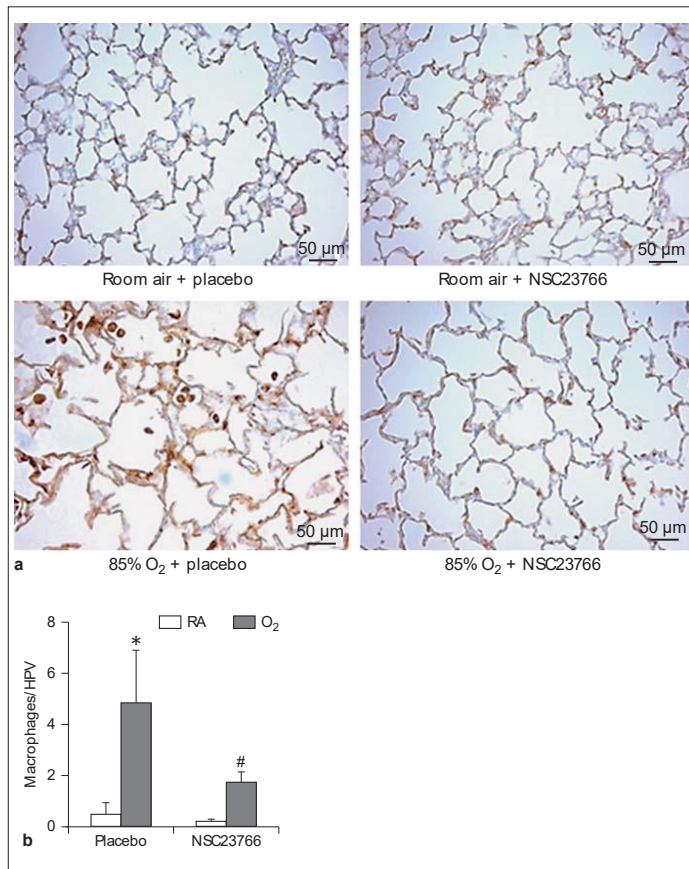 50 µm
50 µm
Room air + placebo
Room air + NSC23766
50 µm
50 µm
a
85% O₂ + placebo
85% O₂ + NSC23766
8
RA
O₂
*
6
Macrophages/HPV
4
#
2
0
b
Placebo
NSC23766